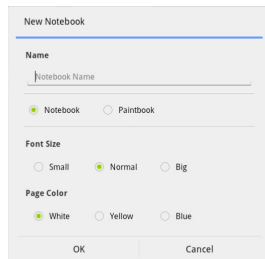 New Notebook
Name
Notebook Name
Notebook Paintbook
Font Size
Small Normal Big
Page Color
White Yellow Blue
OK Cancel